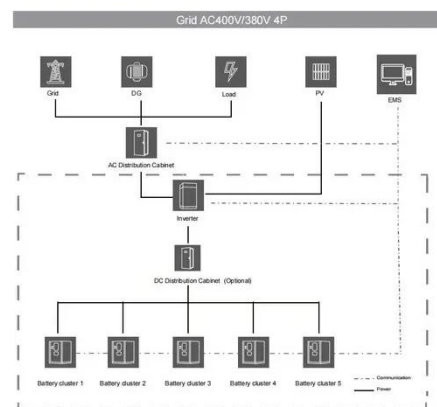 Grid AC400V/380V 4P
Grid
DG
Load
PV
EMS
AC Distribution Cabinet
Inverter
DC Distribution Cabinet (Optional)
Battery cluster 1
Battery cluster 2
Battery cluster 3
Battery cluster 4
Battery cluster 5
Communication
Power